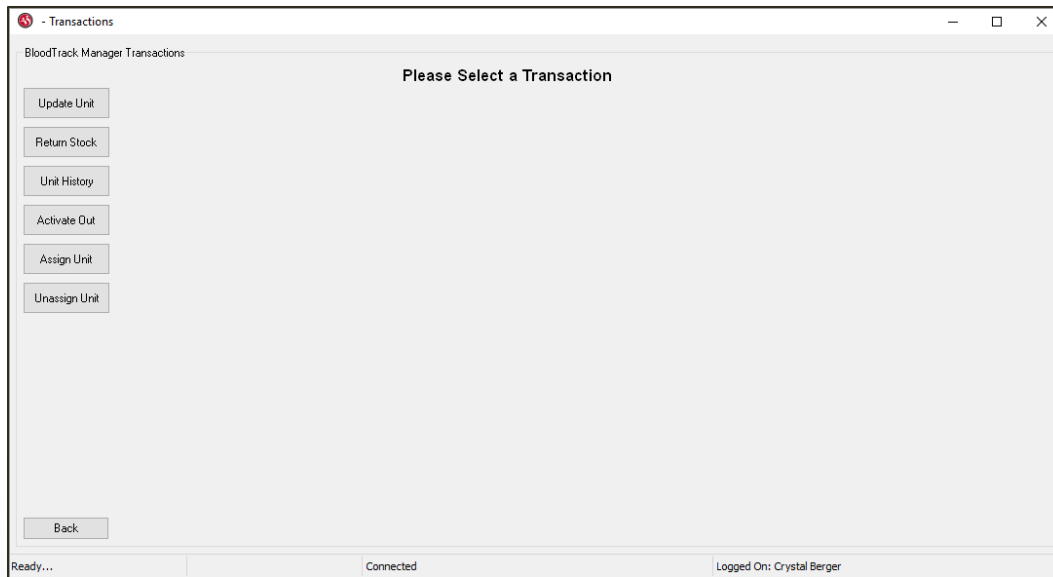 - Transactions
BloodTrack Manager Transactions
Please Select a Transaction
Update Unit
Return Stock
Unit History
Activate Out
Assign Unit
Unassign Unit
Back
Ready...
Connected
Logged On: Crystal Berger